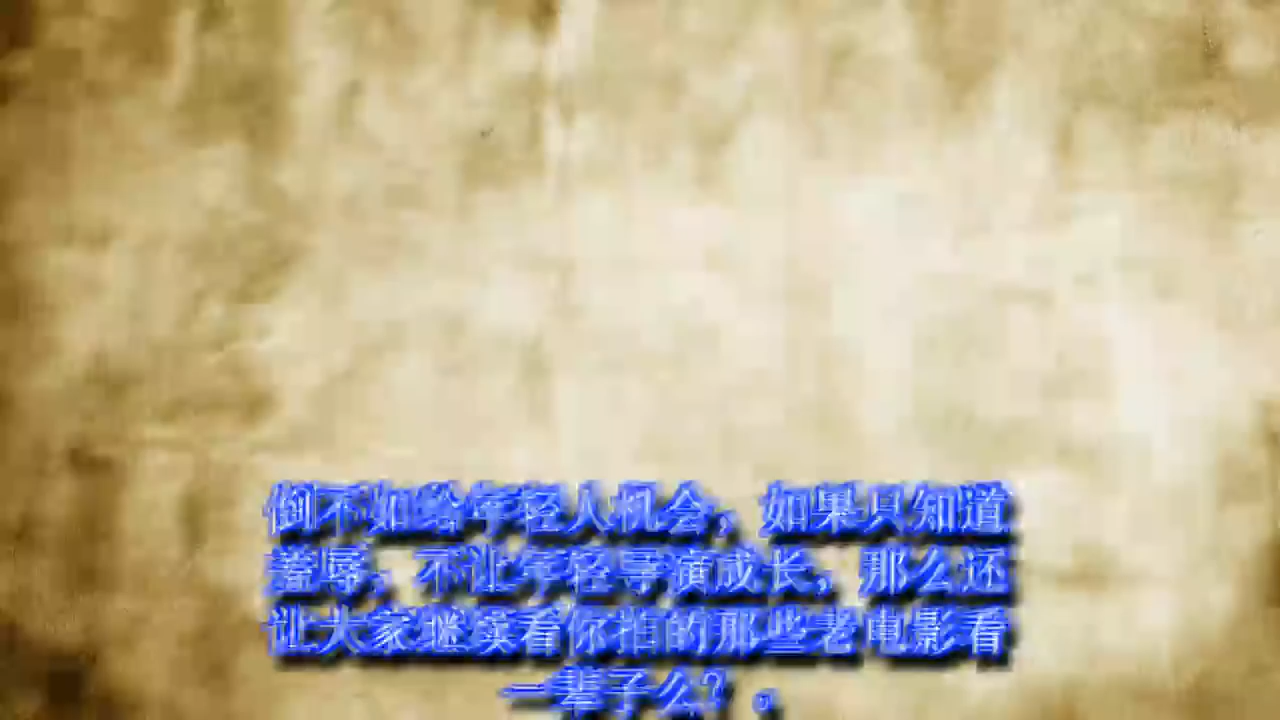 倒不如给年轻人机会，如果只知道
羞辱，不让年轻导演成长，那么还
让大家继续看你拍的那些老电影看
一辈子么？。